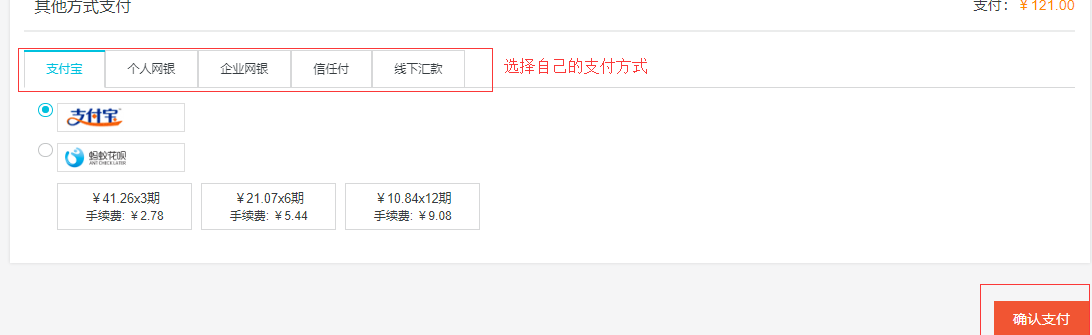 其他方式支付
支付：￥121.00
支付宝 个人网银 企业网银 信任付 线下汇款
选择自己的支付方式
支付宝
蚂蚁花呗
ANT CHECK LATER
￥41.26x3期 ￥21.07x6期 ￥10.84x12期
手续费: ￥2.78 手续费: ￥5.44 手续费: ￥9.08
确认支付